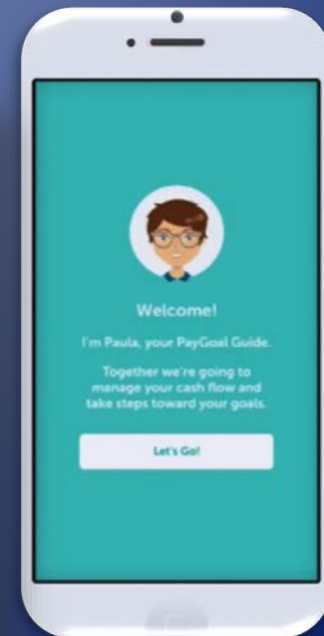 Welcome!
I'm Paula, your PayGoal Guide.
Together we're going to
manage your cash flow and
take steps toward your goals.
Let's Go!